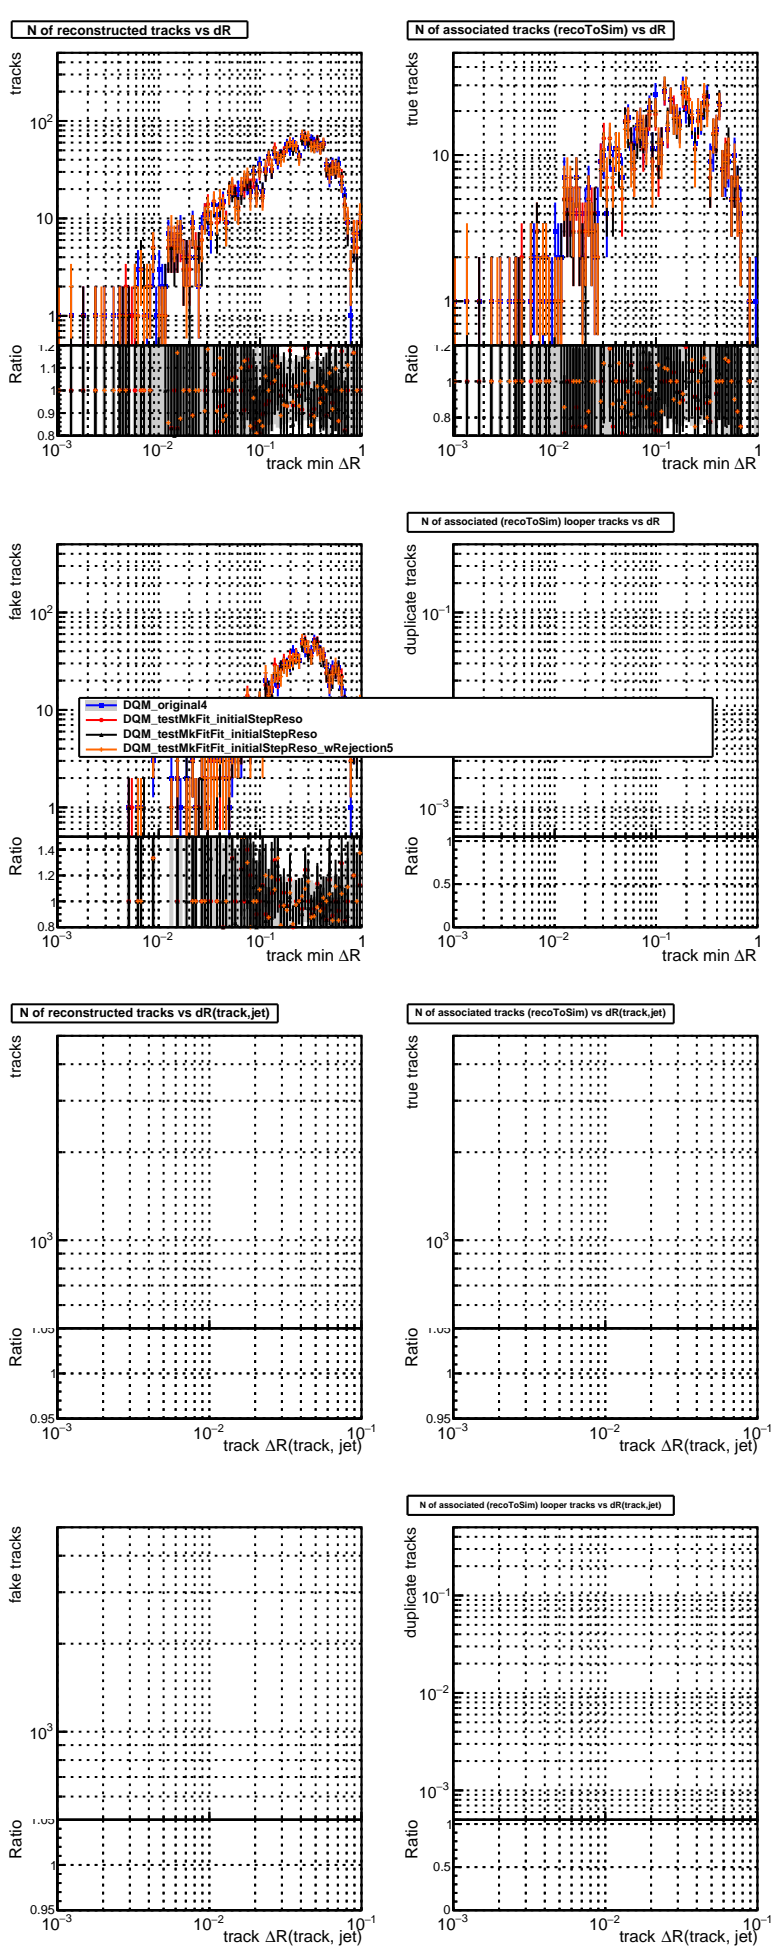 N of reconstructed tracks vs dR
tracks
10²
10
1
Ratio
1.2
1.1
1
0.9
0.8
10⁻³
10⁻²
10⁻¹
1
track min ΔR
N of associated tracks (recoToSim) vs dR
true tracks
10
1
Ratio
1.2
1
0.8
10⁻³
10⁻²
10⁻¹
1
track min ΔR
fake tracks
10²
10
1
Ratio
1.4
1.2
1
0.8
10⁻³
10⁻²
10⁻¹
1
track min ΔR
N of associated (recoToSim) looper tracks vs dR
duplicate tracks
10⁻¹
10⁻³
Ratio
1
0.5
0
10⁻³
10⁻²
10⁻¹
1
track min ΔR
DQM_original4
DQM_testMkFit_initialStepReso
DQM_testMkFitFit_initialStepReso
DQM_testMkFitFit_initialStepReso_wRejection5
N of reconstructed tracks vs dR(track,jet)
tracks
10³
Ratio
1.05
1
0.95
10⁻³
10⁻²
10⁻¹
track ΔR(track, jet)
N of associated tracks (recoToSim) vs dR(track,jet)
true tracks
10³
Ratio
1.05
1
0.95
10⁻³
10⁻²
10⁻¹
track ΔR(track, jet)
fake tracks
10³
Ratio
1.05
1
0.95
10⁻³
10⁻²
10⁻¹
track ΔR(track, jet)
N of associated (recoToSim) looper tracks vs dR(track,jet)
duplicate tracks
10⁻¹
10⁻²
10⁻³
Ratio
1
0.5
0
10⁻³
10⁻²
10⁻¹
track ΔR(track, jet)